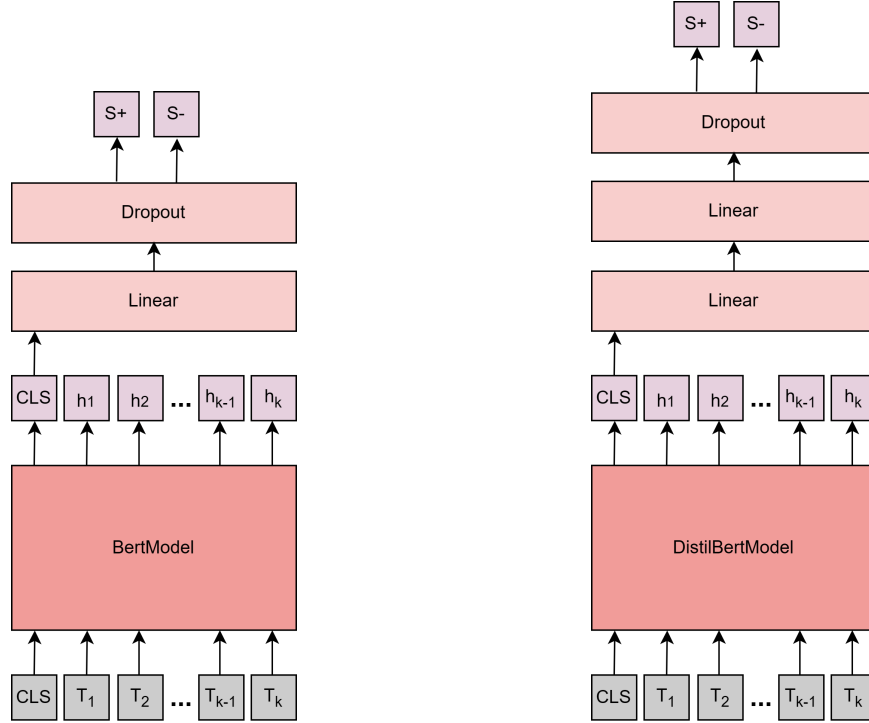 S+ S-
Dropout
Linear
CLS h1 h2 ... hk-1 hk
BertModel
CLS T1 T2 ... Tk-1 Tk
S+ S-
Dropout
Linear
Linear
CLS h1 h2 ... hk-1 hk
DistilBertModel
CLS T1 T2 ... Tk-1 Tk